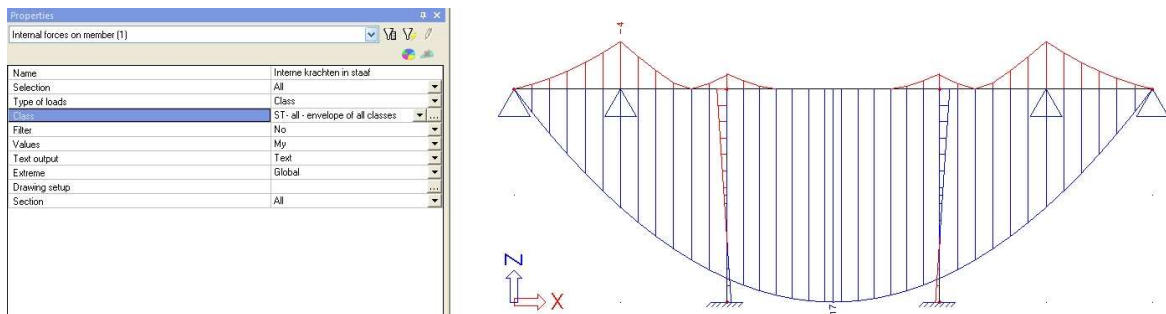 Properties
Internal forces on member (1)
Name Interne krachten in staaf
Selection All
Type of loads Class
Class ST- all - envelope of all classes
Filter No
Values My
Text output Text
Extreme Global
Drawing setup ...
Section All
-4
Z
X